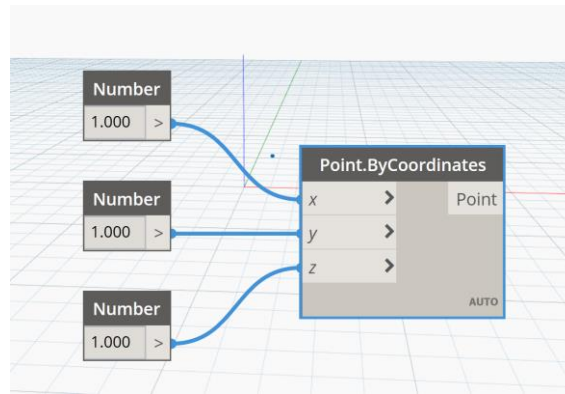 Number
1.000 >
Number
1.000 >
Number
1.000 >
Point.ByCoordinates
x > Point
y >
z >
AUTO